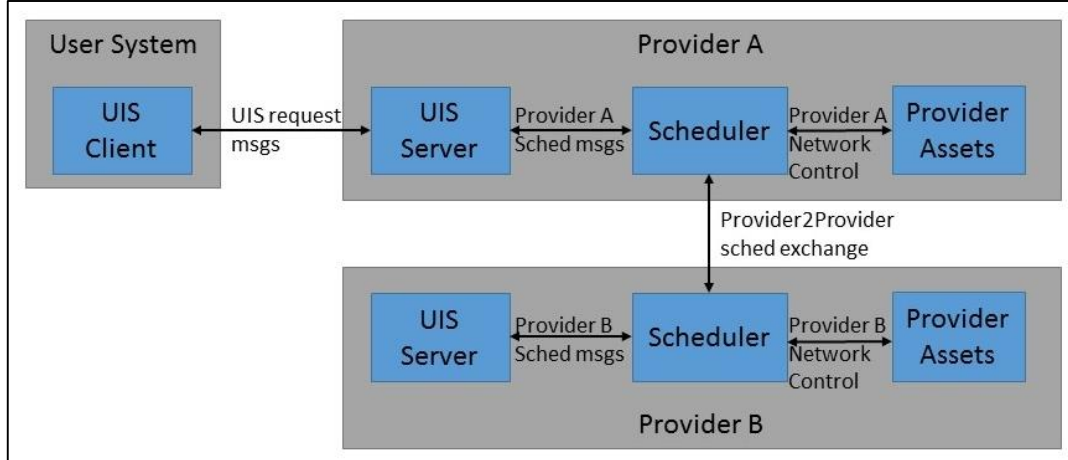 User System
UIS
Client
UIS request
msgs
Provider A
UIS
Server
Provider A
Sched msgs
Scheduler
Provider A
Network
Control
Provider
Assets
Provider2Provider
sched exchange
UIS
Server
Provider B
Sched msgs
Scheduler
Provider B
Network
Control
Provider
Assets
Provider B